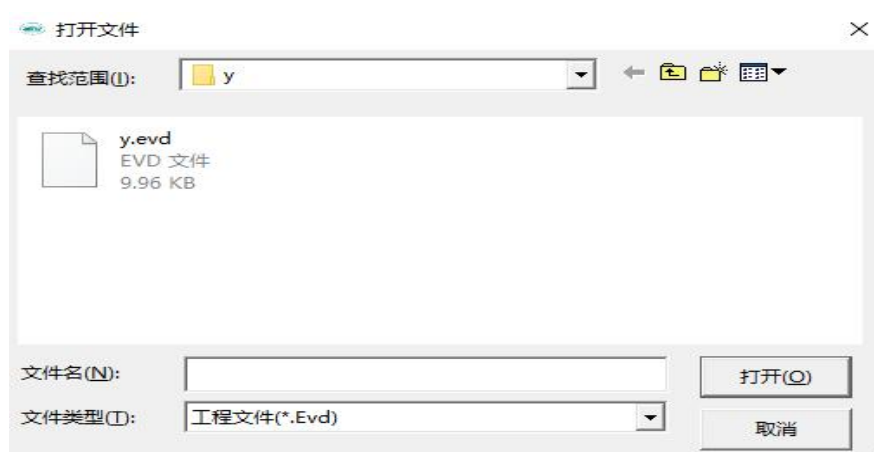 打开文件
查找范围(I): y
y.evd
EVD 文件
9.96 KB
文件名(N):
打开(O)
文件类型(T): 工程文件(*.Evd)
取消